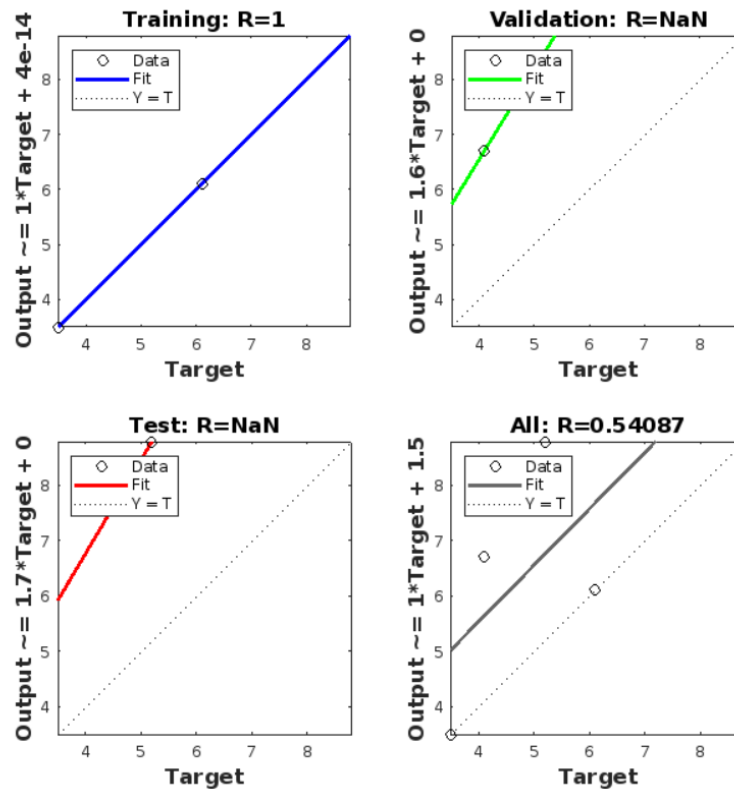 Training: R=1
Output ~= 1*Target + 4e-14
Data
Fit
Y = T
8
7
6
5
4
4 5 6 7 8
Target
Validation: R=NaN
Output ~= 1.6*Target + 0
Data
Fit
Y = T
8
7
6
5
4
4 5 6 7 8
Target
Test: R=NaN
Output ~= 1.7*Target + 0
Data
Fit
Y = T
8
7
6
5
4
4 5 6 7 8
Target
All: R=0.54087
Output ~= 1*Target + 1.5
Data
Fit
Y = T
8
7
6
5
4
4 5 6 7 8
Target